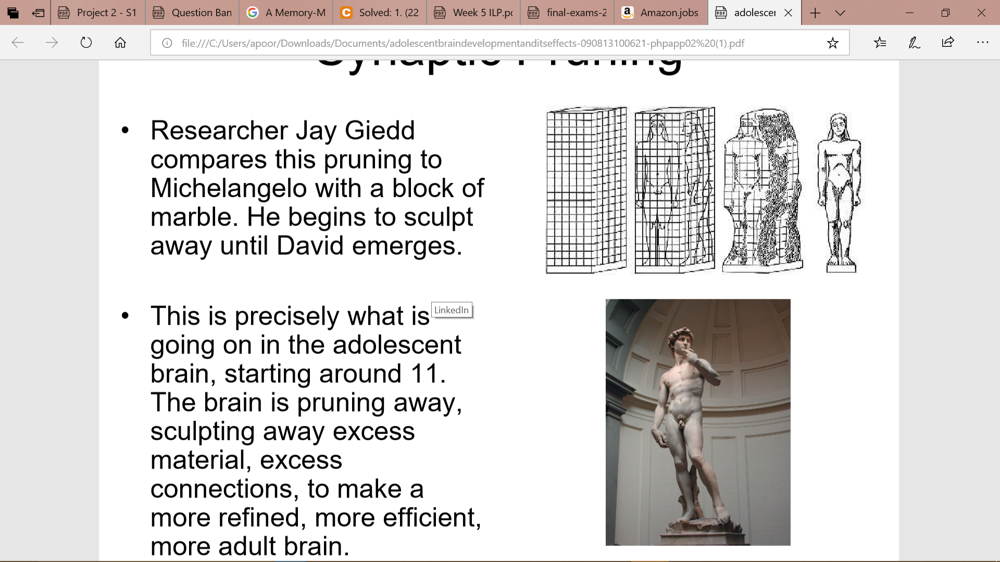 Project 2 - S1
Question Ban
A Memory-M
Solved: 1. (22
Week 5 ILP.pd
final-exams-2
Amazon.jobs
adolescen
file:///C:/Users/apoor/Downloads/Documents/adolescentbraindevelopmentanditseffects-090813100621-phpapp02%20(1).pdf
Synaptic Pruning
• Researcher Jay Giedd
compares this pruning to
Michelangelo with a block of
marble. He begins to sculpt
away until David emerges.
• This is precisely what is
LinkedIn
going on in the adolescent
brain, starting around 11.
The brain is pruning away,
sculpting away excess
material, excess
connections, to make a
more refined, more efficient,
more adult brain.